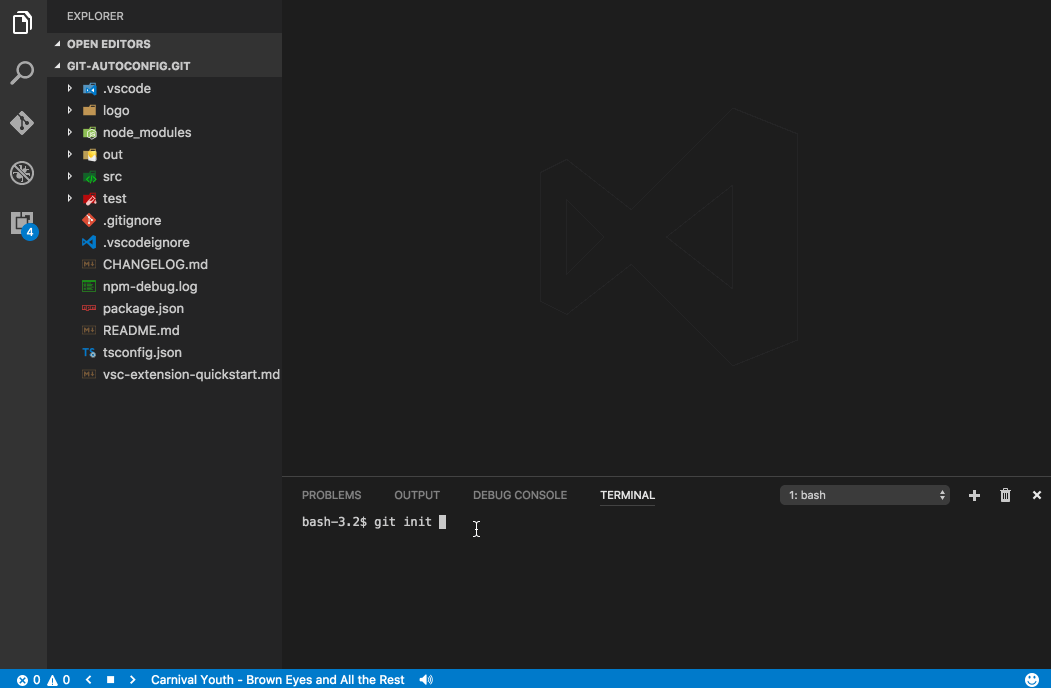 EXPLORER
OPEN EDITORS
GIT-AUTOCONFIG.GIT
.vscode
logo
node_modules
out
src
test
.gitignore
.vscodeignore
CHANGELOG.md
npm-debug.log
package.json
README.md
tsconfig.json
vsc-extension-quickstart.md
4
PROBLEMS OUTPUT DEBUG CONSOLE TERMINAL 1: bash
bash-3.2$ git init
0 0 Carnival Youth - Brown Eyes and All the Rest